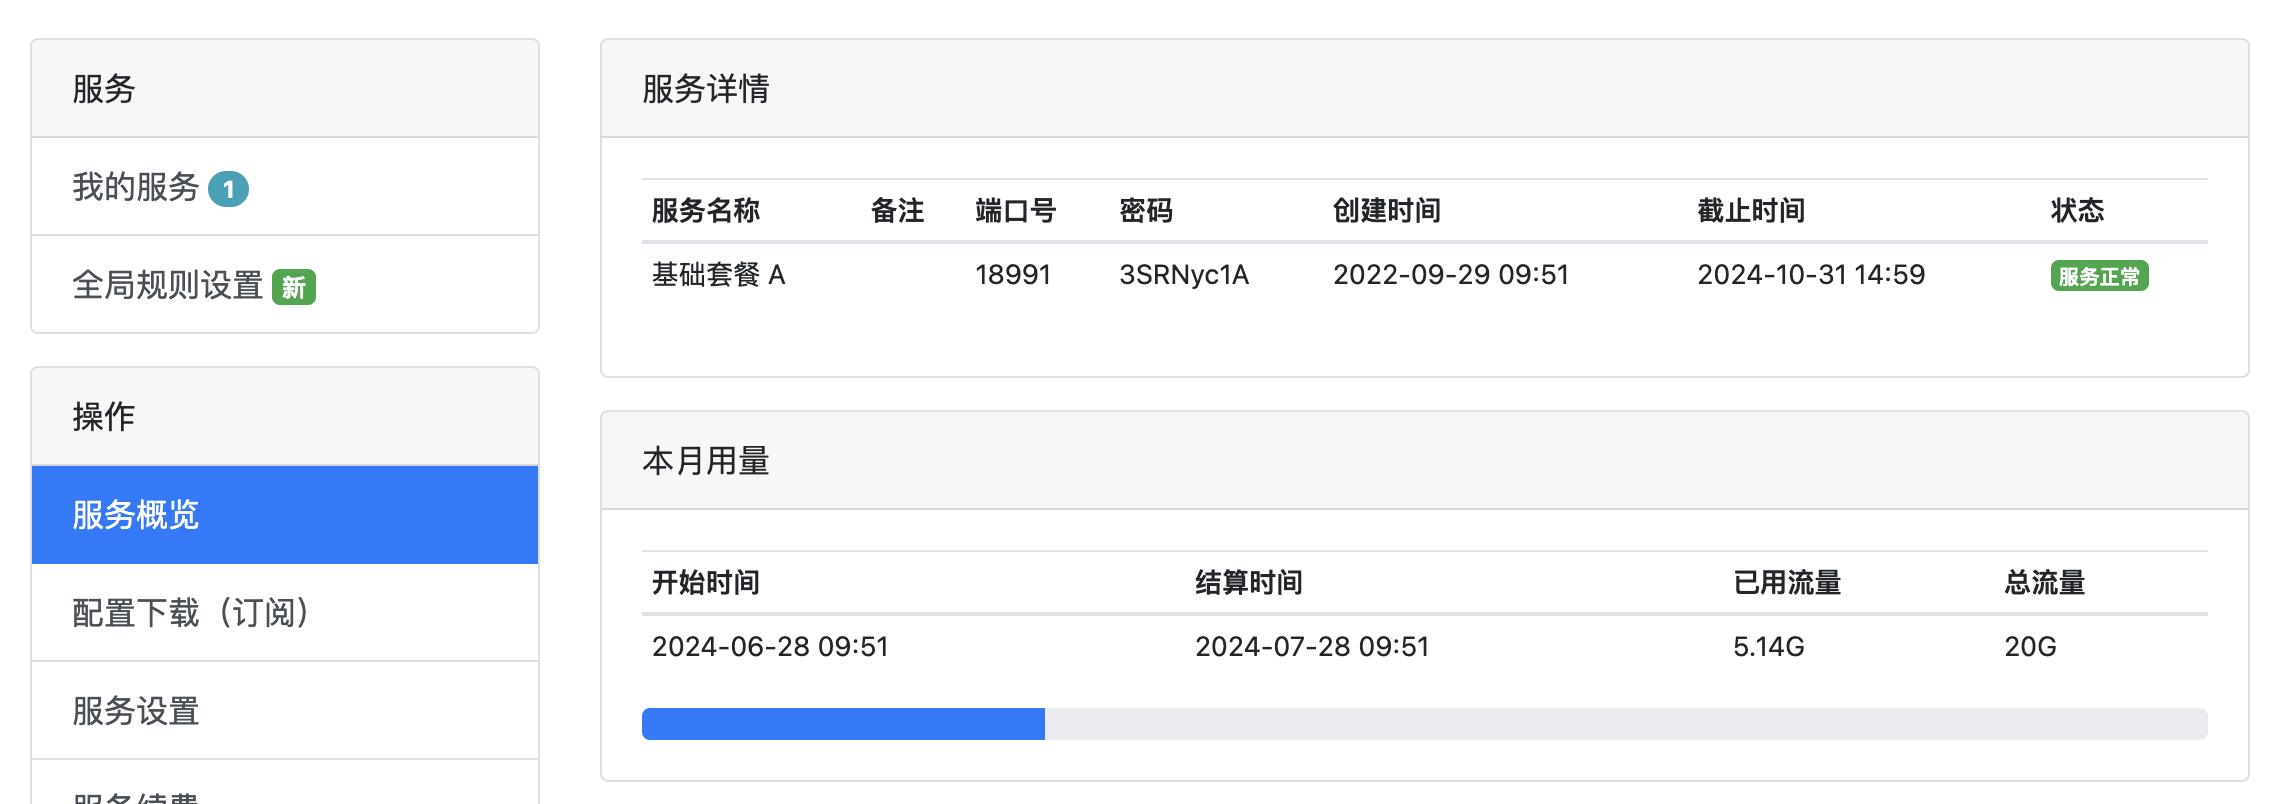 服务
我的服务 1
全局规则设置 新
操作
服务概览
配置下载（订阅）
服务设置
服务续费
服务详情
服务名称 备注 端口号 密码 创建时间 截止时间 状态
基础套餐 A 18991 3SRNyc1A 2022-09-29 09:51 2024-10-31 14:59 服务正常
本月用量
开始时间 结算时间 已用流量 总流量
2024-06-28 09:51 2024-07-28 09:51 5.14G 20G